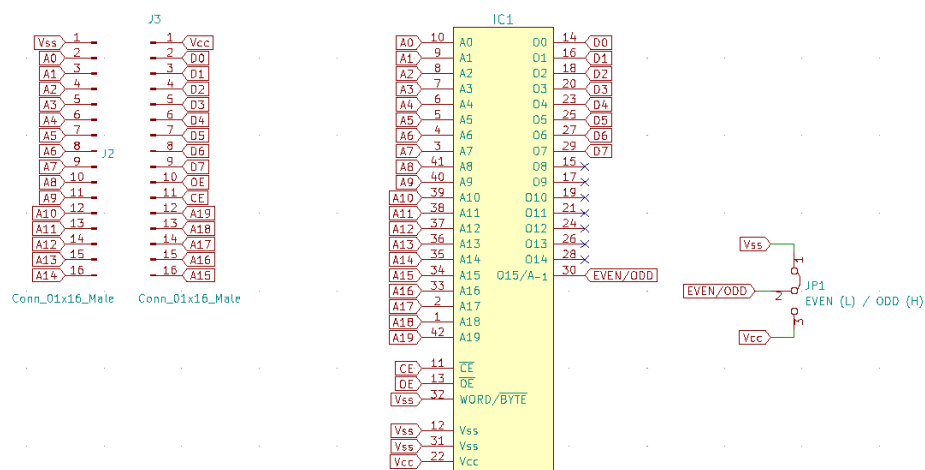 J3
IC1
Vss 1
1 Vcc
A0 10 A0
O0 14 D0
A0 2
2 D0
A1 9 A1
O1 16 D1
A1 3
3 D1
A2 8 A2
O2 18 D2
A2 4
4 D2
A3 7 A3
O3 20 D3
A3 5
5 D3
A4 6 A4
O4 23 D4
A4 6
6 D4
A5 5 A5
O5 25 D5
A5 7
7 D5
A6 4 A6
O6 27 D6
A6 8
J2
8 D6
A7 3 A7
O7 29 D7
A7 9
9 D7
A8 41 A8
O8 15
A8 10
10 OE
A9 40 A9
O9 17
A9 11
11 CE
A10 39 A10
O10 19
A10 12
12 A19
A11 38 A11
O11 21
A11 13
13 A18
A12 37 A12
O12 24
A12 14
14 A17
A13 36 A13
O13 26
A13 15
15 A16
A14 35 A14
O14 28
A14 16
16 A15
A15 34 A15
O15/A-1 30 EVEN/ODD
Conn_01x16_Male
Conn_01x16_Male
A16 33 A16
A17 2 A17
A18 1 A18
A19 42 A19
CE 11 CE
OE 13 OE
Vss 32 WORD/BYTE
Vss 12 Vss
Vss 31 Vss
Vcc 22 Vcc
Vss
1
EVEN/ODD 2
JP1
EVEN (L) / ODD (H)
3
Vcc